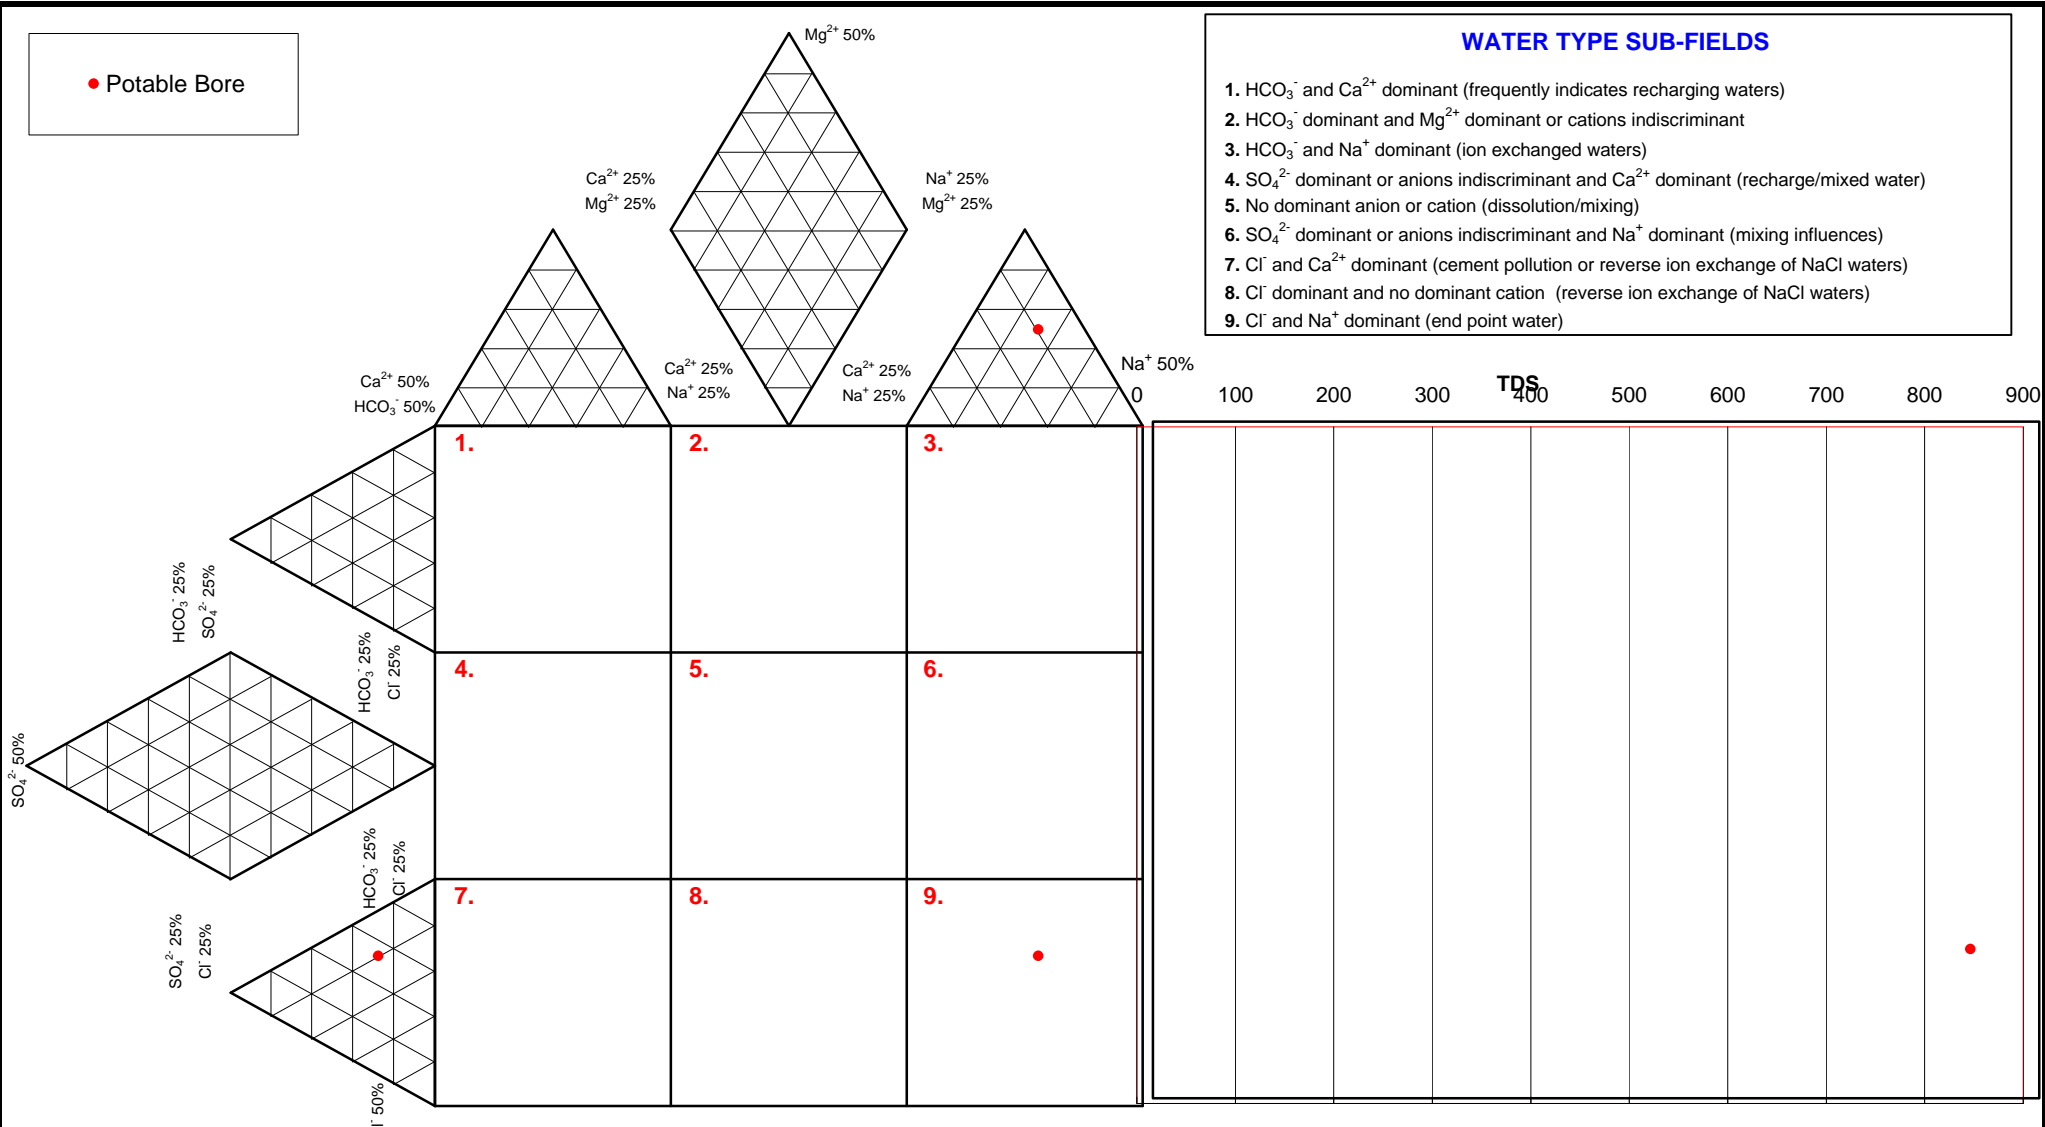 Potable Bore
WATER TYPE SUB-FIELDS
1. HCO₃⁻ and Ca²⁺ dominant (frequently indicates recharging waters)
2. HCO₃⁻ dominant and Mg²⁺ dominant or cations indiscriminant
3. HCO₃⁻ and Na⁺ dominant (ion exchanged waters)
4. SO₄²⁻ dominant or anions indiscriminant and Ca²⁺ dominant (recharge/mixed water)
5. No dominant anion or cation (dissolution/mixing)
6. SO₄²⁻ dominant or anions indiscriminant and Na⁺ dominant (mixing influences)
7. Cl⁻ and Ca²⁺ dominant (cement pollution or reverse ion exchange of NaCl waters)
8. Cl⁻ dominant and no dominant cation (reverse ion exchange of NaCl waters)
9. Cl⁻ and Na⁺ dominant (end point water)
Mg²⁺ 50%
Ca²⁺ 25%
Mg²⁺ 25%
Na⁺ 25%
Mg²⁺ 25%
Ca²⁺ 50%
HCO₃⁻ 50%
Ca²⁺ 25%
Na⁺ 25%
Ca²⁺ 25%
Na⁺ 25%
Na⁺ 50%
TDS
0 100 200 300 400 500 600 700 800 900
1. 2. 3.
HCO₃⁻ 25%
SO₄²⁻ 25%
HCO₃⁻ 25%
Cl⁻ 25%
4. 5. 6.
SO₄²⁻ 50%
HCO₃⁻ 25%
Cl⁻ 25%
7. 8. 9.
SO₄²⁻ 25%
Cl⁻ 25%
50%